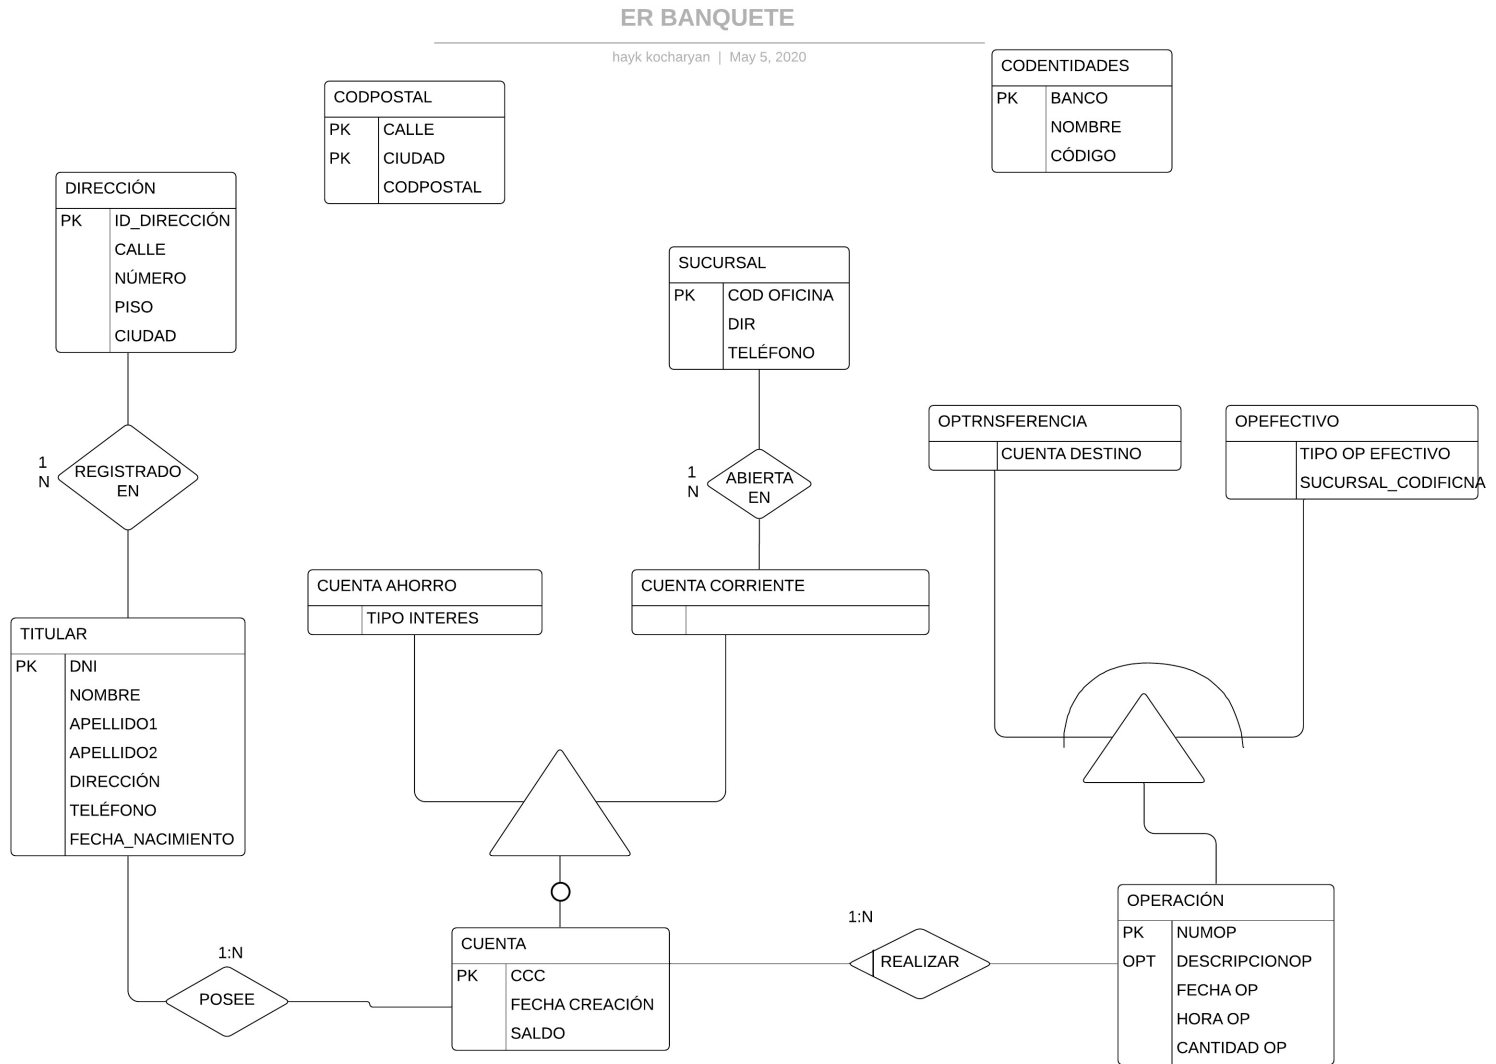 ER BANQUETE
hayk kocharyan | May 5, 2020
CODENTIDADES
PK BANCO
NOMBRE
CÓDIGO
CODPOSTAL
PK CALLE
PK CIUDAD
CODPOSTAL
DIRECCIÓN
PK ID_DIRECCIÓN
CALLE
NÚMERO
PISO
CIUDAD
SUCURSAL
PK COD OFICINA
DIR
TELÉFONO
OPTRNSFERENCIA
CUENTA DESTINO
OPEFECTIVO
TIPO OP EFECTIVO
SUCURSAL_CODIFICNA
1
N
REGISTRADO
EN
1
N
ABIERTA
EN
CUENTA AHORRO
TIPO INTERES
CUENTA CORRIENTE
TITULAR
PK DNI
NOMBRE
APELLIDO1
APELLIDO2
DIRECCIÓN
TELÉFONO
FECHA_NACIMIENTO
1:N
POSEE
CUENTA
PK CCC
FECHA CREACIÓN
SALDO
1:N
REALIZAR
OPERACIÓN
PK NUMOP
OPT DESCRIPCIONOP
FECHA OP
HORA OP
CANTIDAD OP